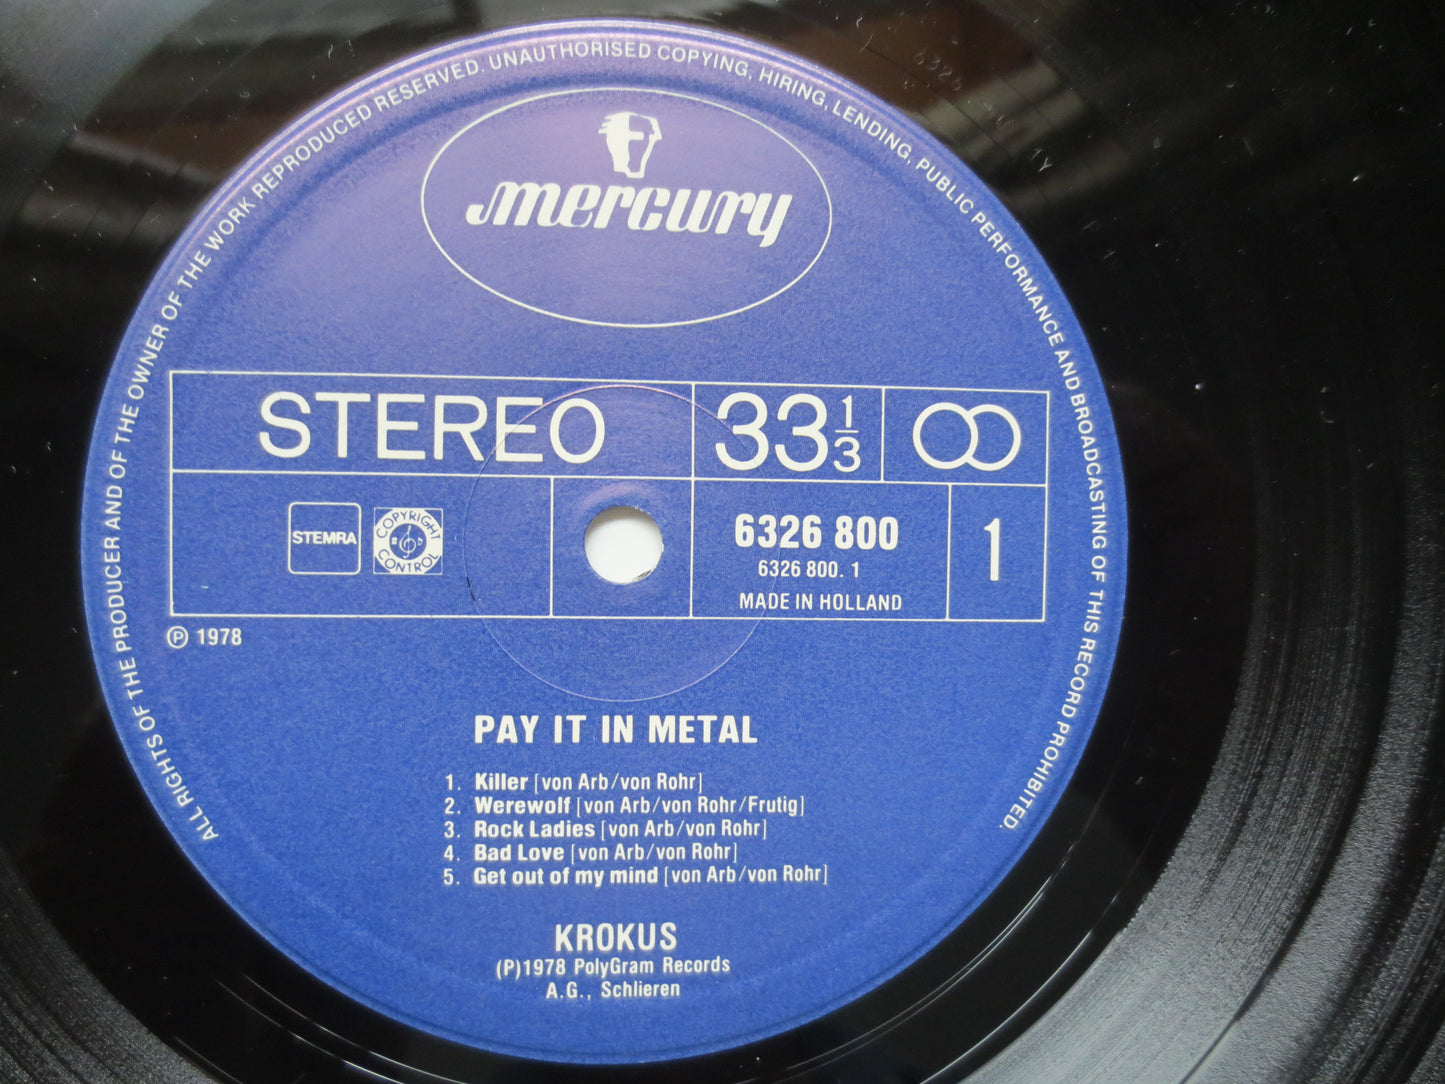 ALL RIGHTS OF THE PRODUCER AND OF THE OWNER OF THE WORK REPRODUCED RESERVED. UNAUTHORISED COPYING, HIRING, LENDING, PUBLIC PERFORMANCE AND BROADCASTING OF THIS RECORD PROHIBITED.
mercury
STEREO 33 1/3
STEMRA COPYRIGHT CONTROL 6326 800 1
6326 800. 1
MADE IN HOLLAND
Ⓟ 1978
PAY IT IN METAL
1. Killer [von Arb/von Rohr]
2. Werewolf [von Arb/von Rohr/Frutig]
3. Rock Ladies [von Arb/von Rohr]
4. Bad Love [von Arb/von Rohr]
5. Get out of my mind [von Arb/von Rohr]
KROKUS
(P)1978 PolyGram Records
A.G., Schlieren